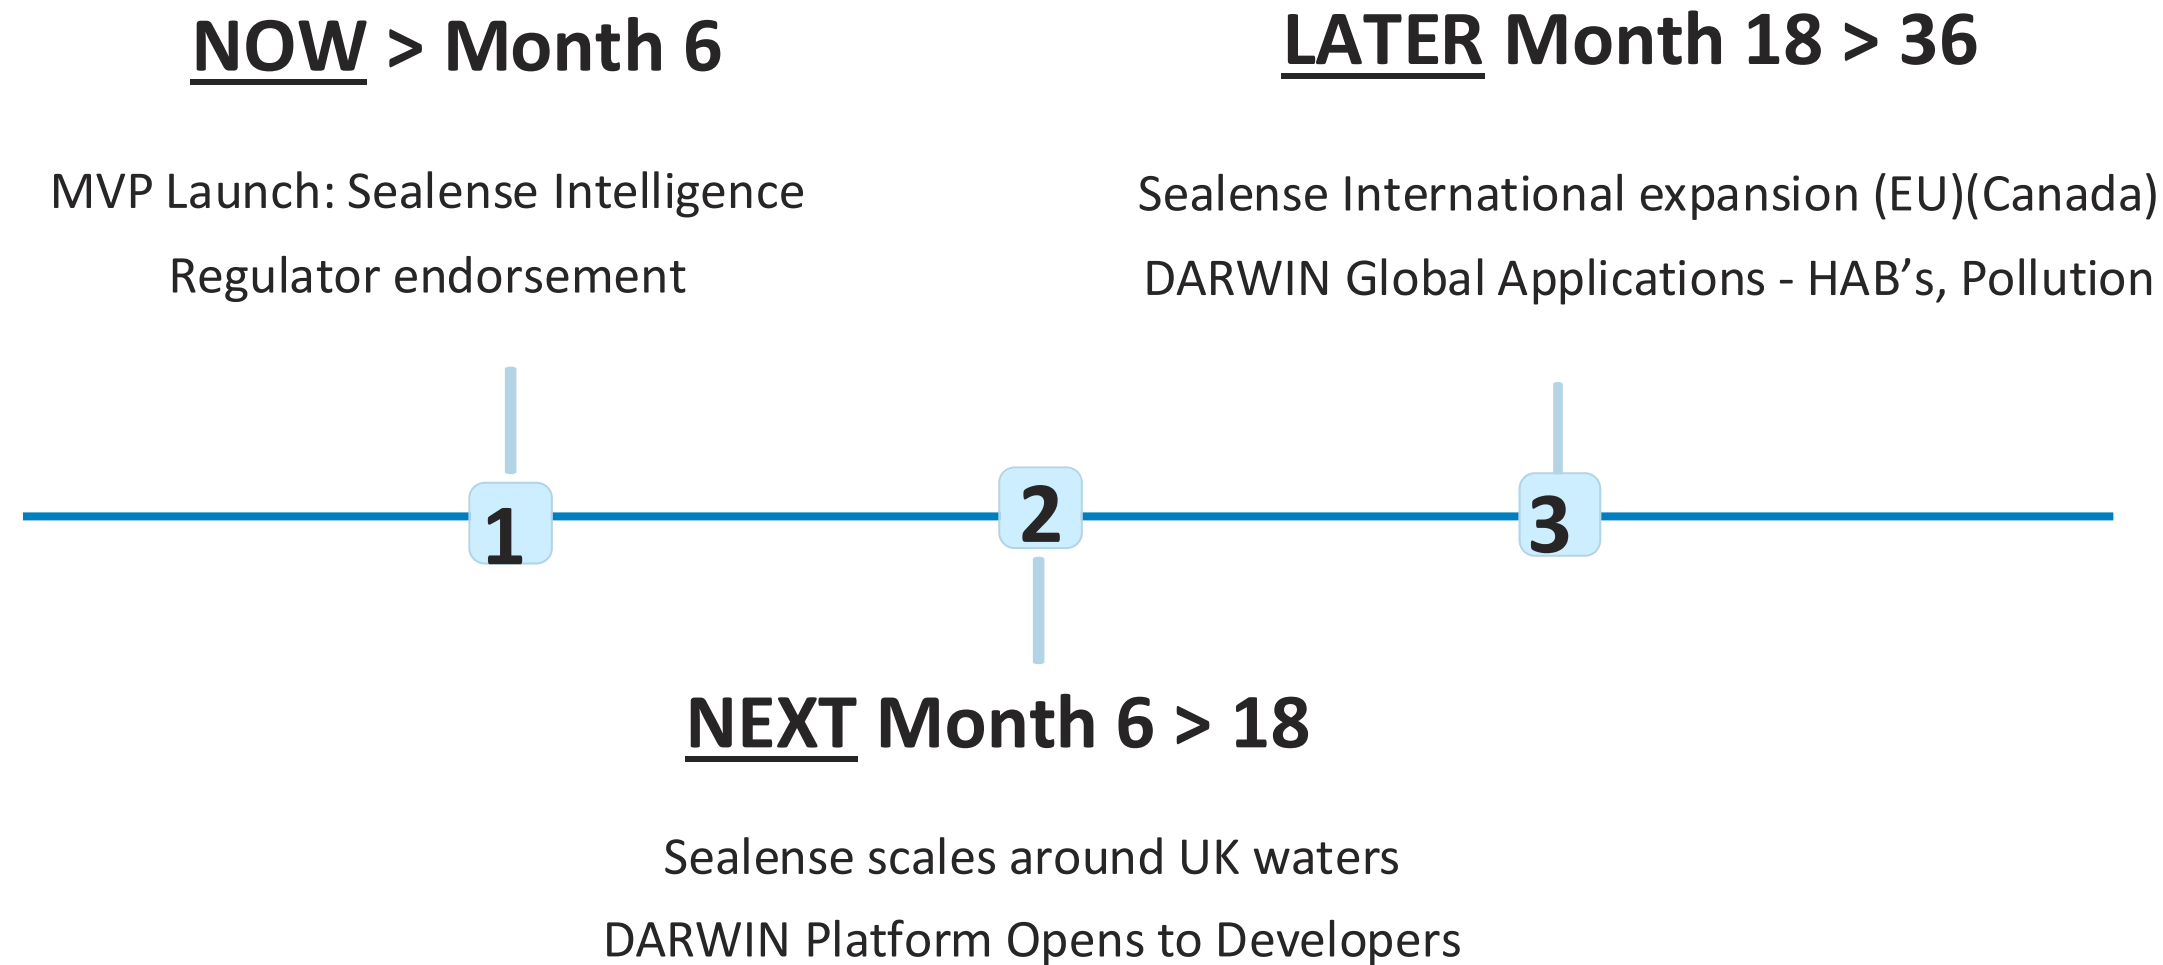 NOW > Month 6
MVP Launch: Sealense Intelligence
Regulator endorsement
1
NEXT Month 6 > 18
Sealense scales around UK waters
DARWIN Platform Opens to Developers
2
LATER Month 18 > 36
Sealense International expansion (EU)(Canada)
DARWIN Global Applications - HAB’s, Pollution
3